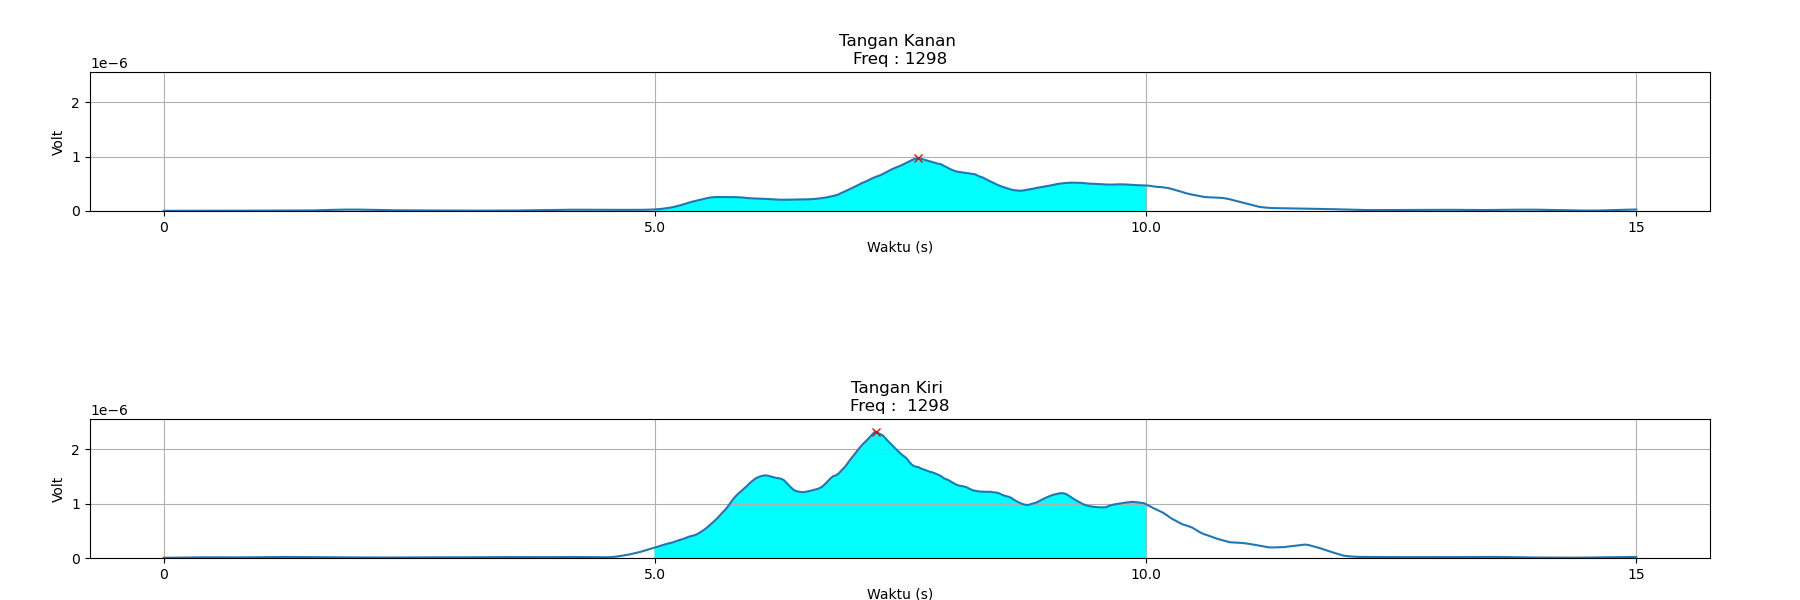 Tangan Kanan
Freq : 1298
1e−6
2
1
0
Volt
0 5.0 10.0 15
Waktu (s)
Tangan Kiri
Freq :  1298
1e−6
2
1
0
Volt
0 5.0 10.0 15
Waktu (s)